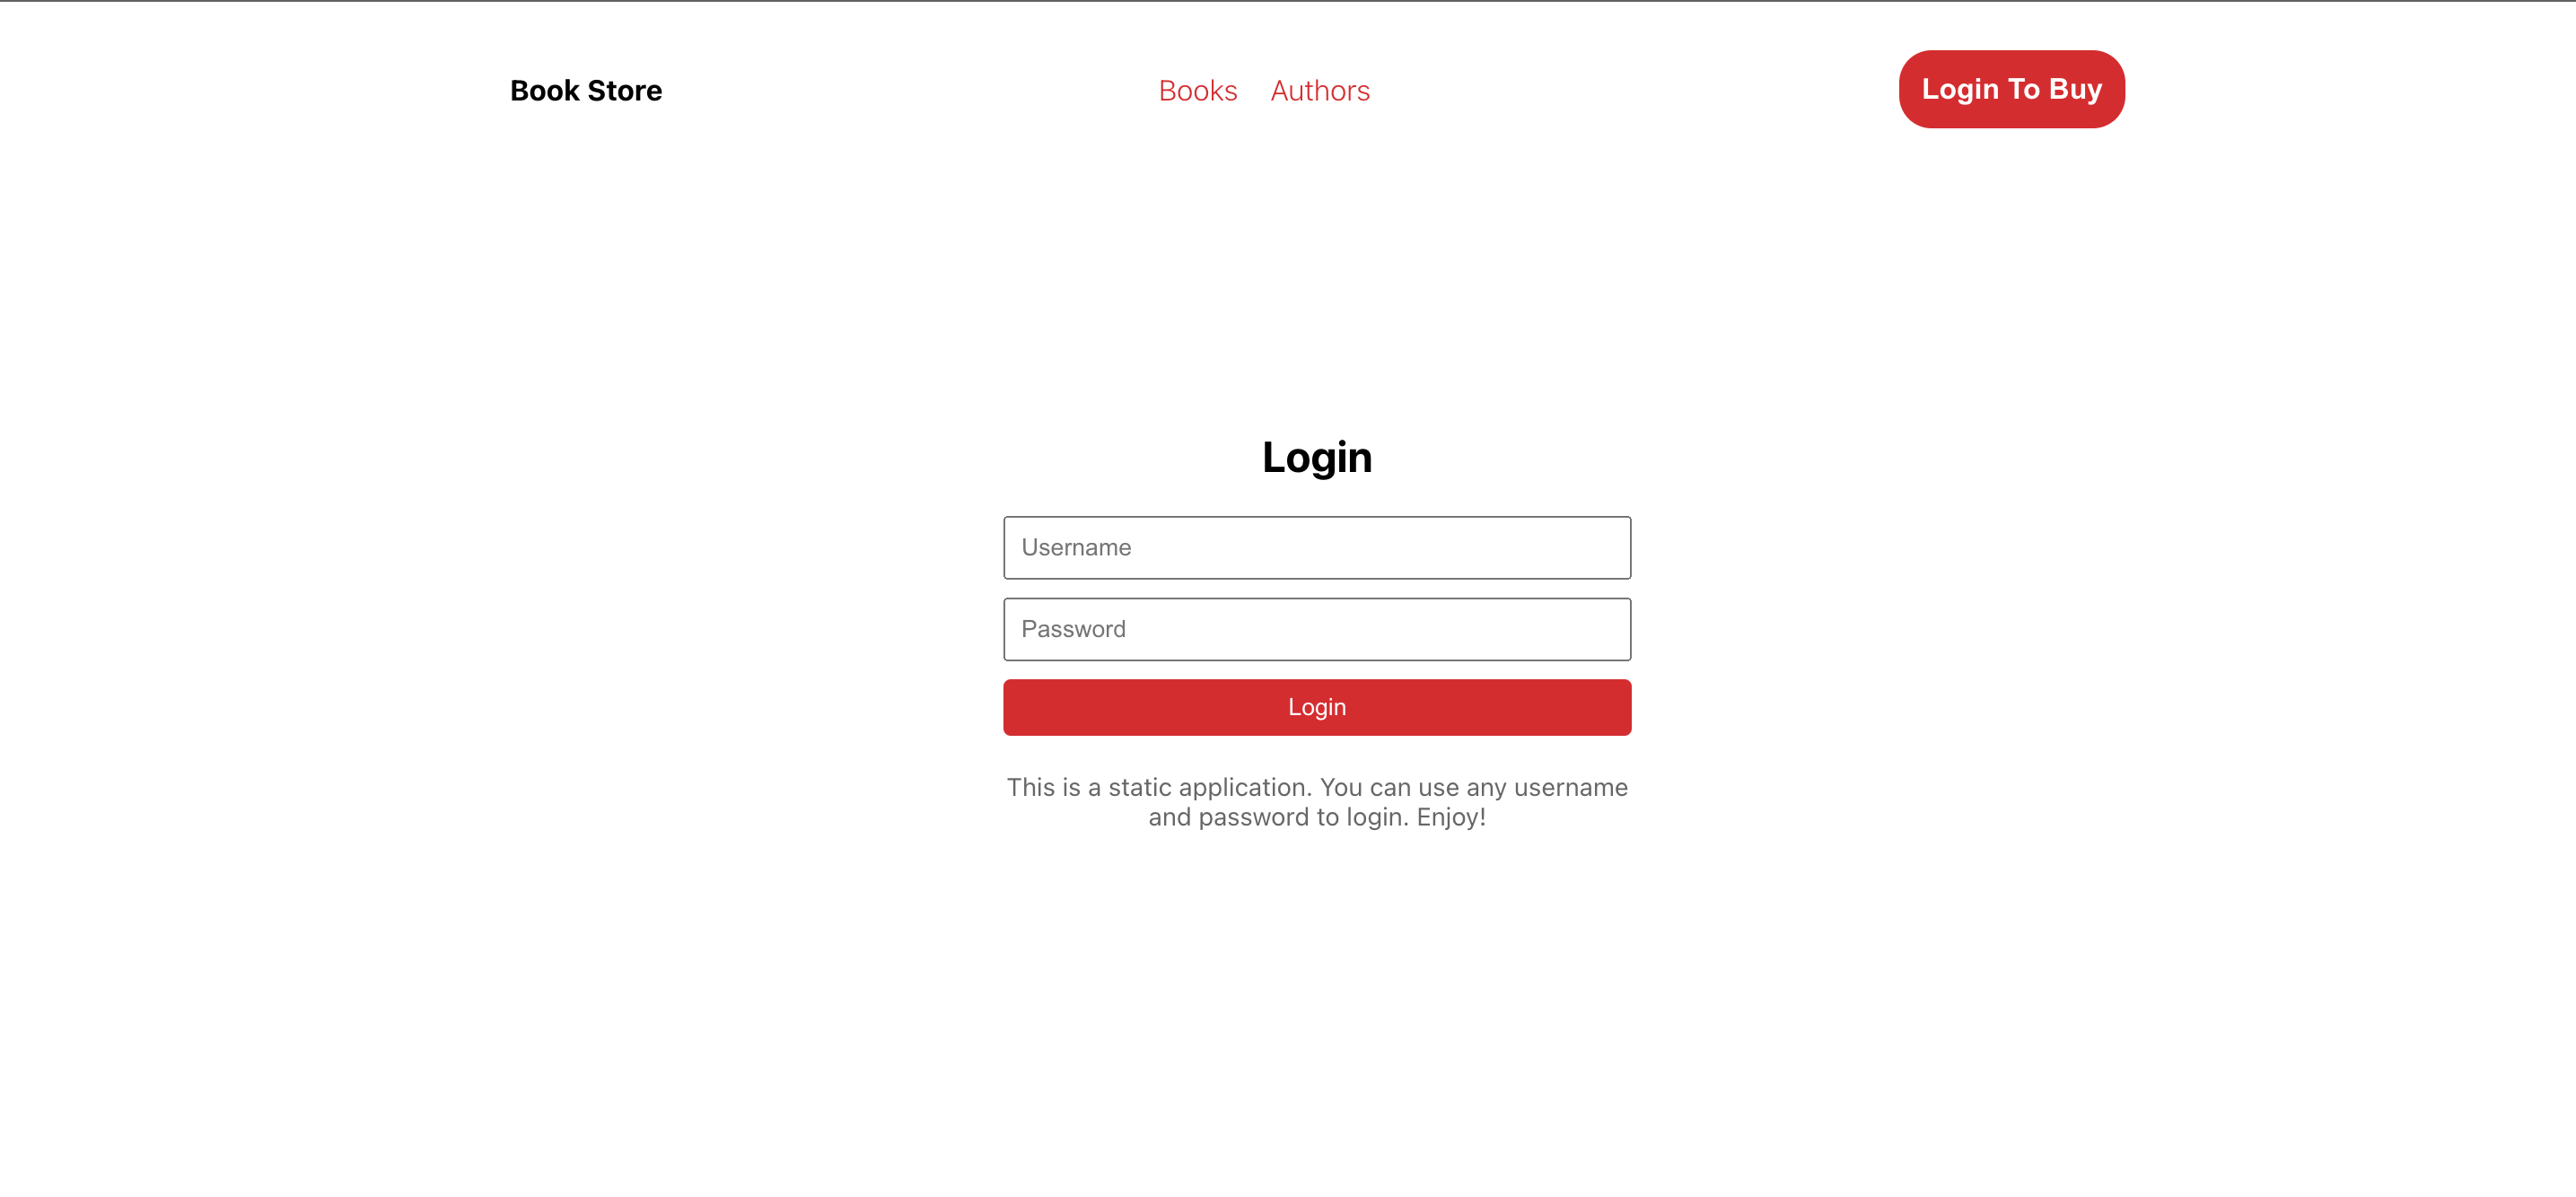 Book Store
Books
Authors
Login To Buy
Login
Username
Password
Login
This is a static application. You can use any username
and password to login. Enjoy!